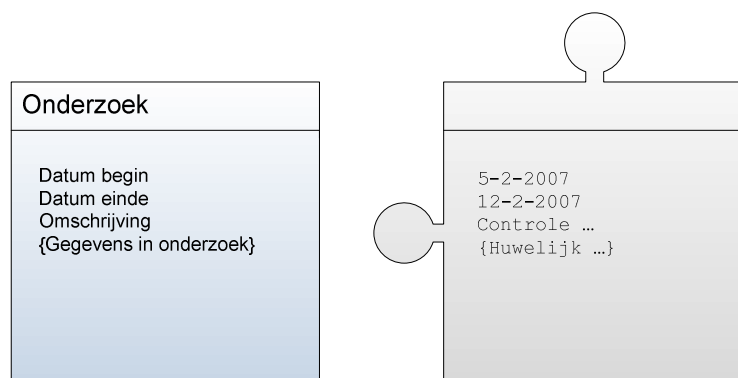 Onderzoek
Datum begin
Datum einde
Omschrijving
{Gegevens in onderzoek}
5-2-2007
12-2-2007
Controle …
{Huwelijk …}